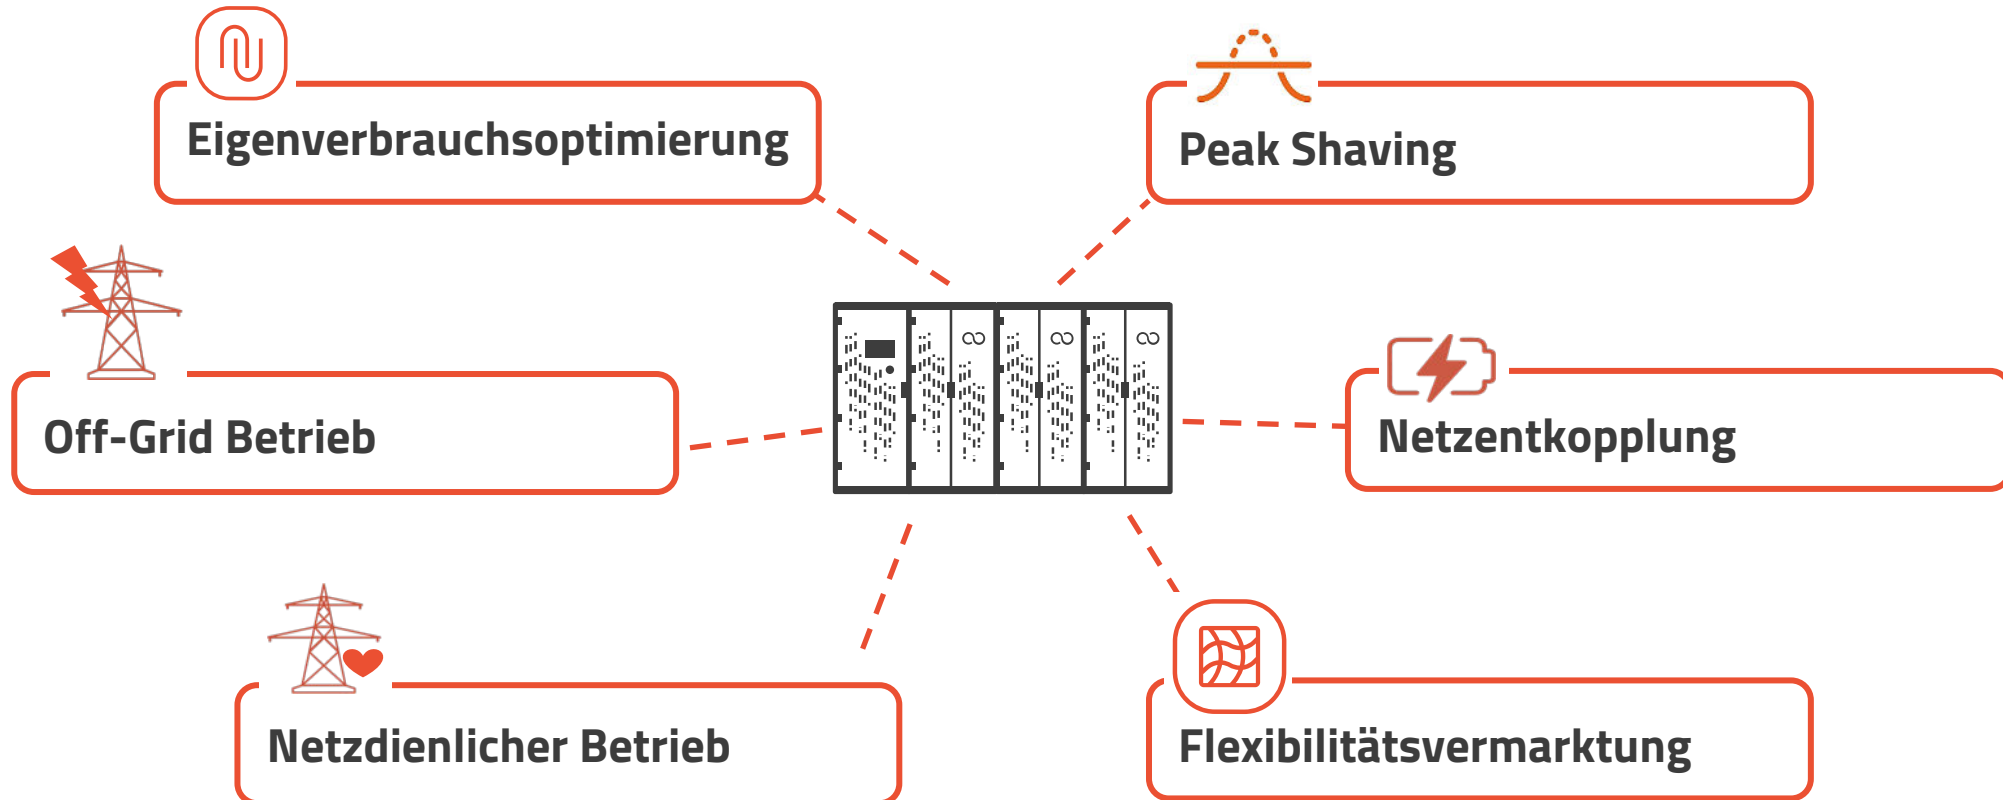 Eigenverbrauchsoptimierung
Peak Shaving
Off-Grid Betrieb
Netzentkopplung
Netzdienlicher Betrieb
Flexibilitätsvermarktung